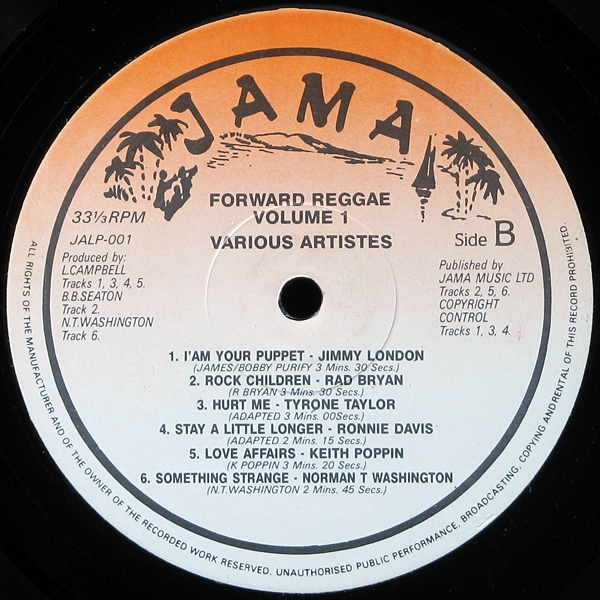 JAMA
FORWARD REGGAE
VOLUME 1
VARIOUS ARTISTES
33⅓RPM
JALP-001
Produced by:
L.CAMPBELL
Tracks 1, 3, 4, 5.
B.B.SEATON
Track 2.
N.T.WASHINGTON
Track 6.
Side B
Published by
JAMA MUSIC LTD
Tracks 2, 5, 6.
COPYRIGHT
CONTROL
Tracks 1, 3, 4.
1. I'AM YOUR PUPPET - JIMMY LONDON
(JAMES/BOBBY PURIFY 3 Mins. 30 Secs.)
2. ROCK CHILDREN - RAD BRYAN
(R BRYAN 3 Mins. 30 Secs.)
3. HURT ME - TYRONE TAYLOR
(ADAPTED 3 Mins. 00Secs.)
4. STAY A LITTLE LONGER - RONNIE DAVIS
(ADAPTED 2 Mins. 15 Secs.)
5. LOVE AFFAIRS - KEITH POPPIN
(K POPPIN 3 Mins. 20 Secs.)
6. SOMETHING STRANGE - NORMAN T WASHINGTON
(N.T.WASHINGTON 2 Mins. 45 Secs.)
ALL RIGHTS OF THE MANUFACTURER AND OF THE OWNER OF THE RECORDED WORK RESERVED. UNAUTHORISED PUBLIC PERFORMANCE, BROADCASTING, COPYING AND RENTAL OF THIS RECORD PROHIBITED.